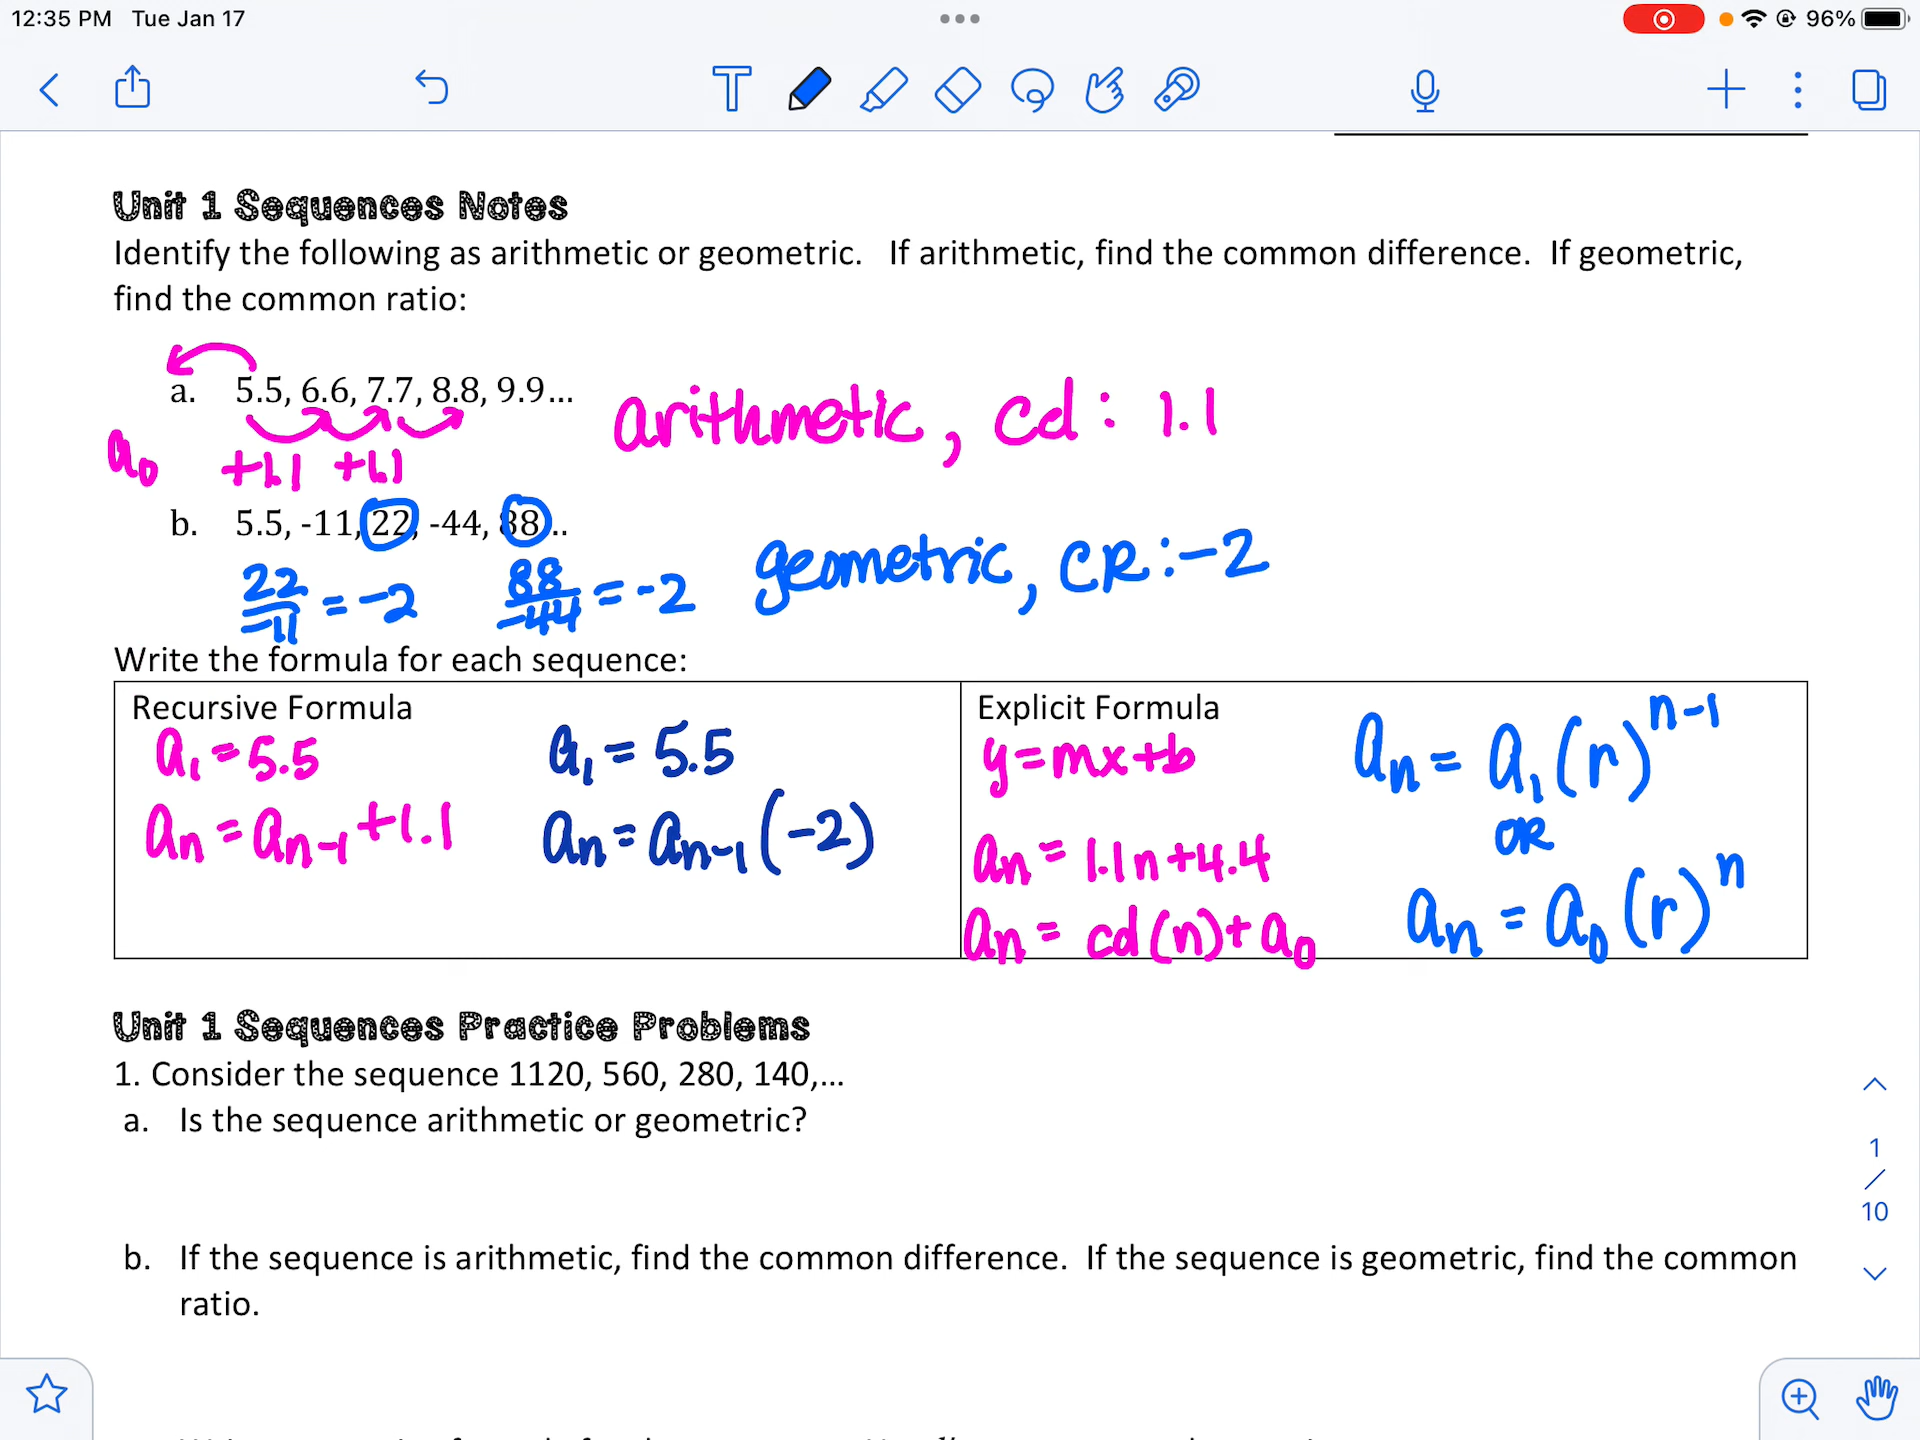 12:35 PM Tue Jan 17
96%
Unit 1 Sequences Notes
Identify the following as arithmetic or geometric. If arithmetic, find the common difference. If geometric,
find the common ratio:
a. 5.5, 6.6, 7.7, 8.8, 9.9... arithmetic, cd: 1.1
a₀ +1.1 +1.1
b. 5.5, -11, 22, -44, 88... geometric, CR: -2
22/-11 = -2 88/-44 = -2
Write the formula for each sequence:
Recursive Formula
a₁ = 5.5
aₙ = aₙ₋₁ + 1.1
a₁ = 5.5
aₙ = aₙ₋₁(-2)
Explicit Formula
y = mx+b
aₙ = 1.1n+4.4
aₙ = cd(n)+a₀
aₙ = a₁(r)ⁿ⁻¹
OR
aₙ = a₀(r)ⁿ
Unit 1 Sequences Practice Problems
1. Consider the sequence 1120, 560, 280, 140,...
a. Is the sequence arithmetic or geometric?
b. If the sequence is arithmetic, find the common difference. If the sequence is geometric, find the common
ratio.
1
/
10